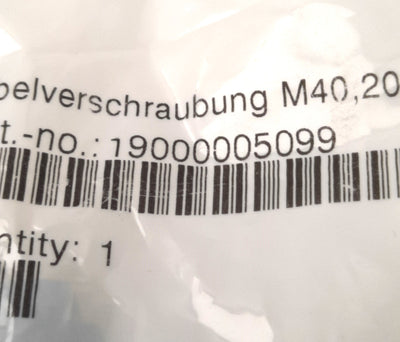 belverschraubung M40,20
t.-no.: 19000005099
ntity: 1